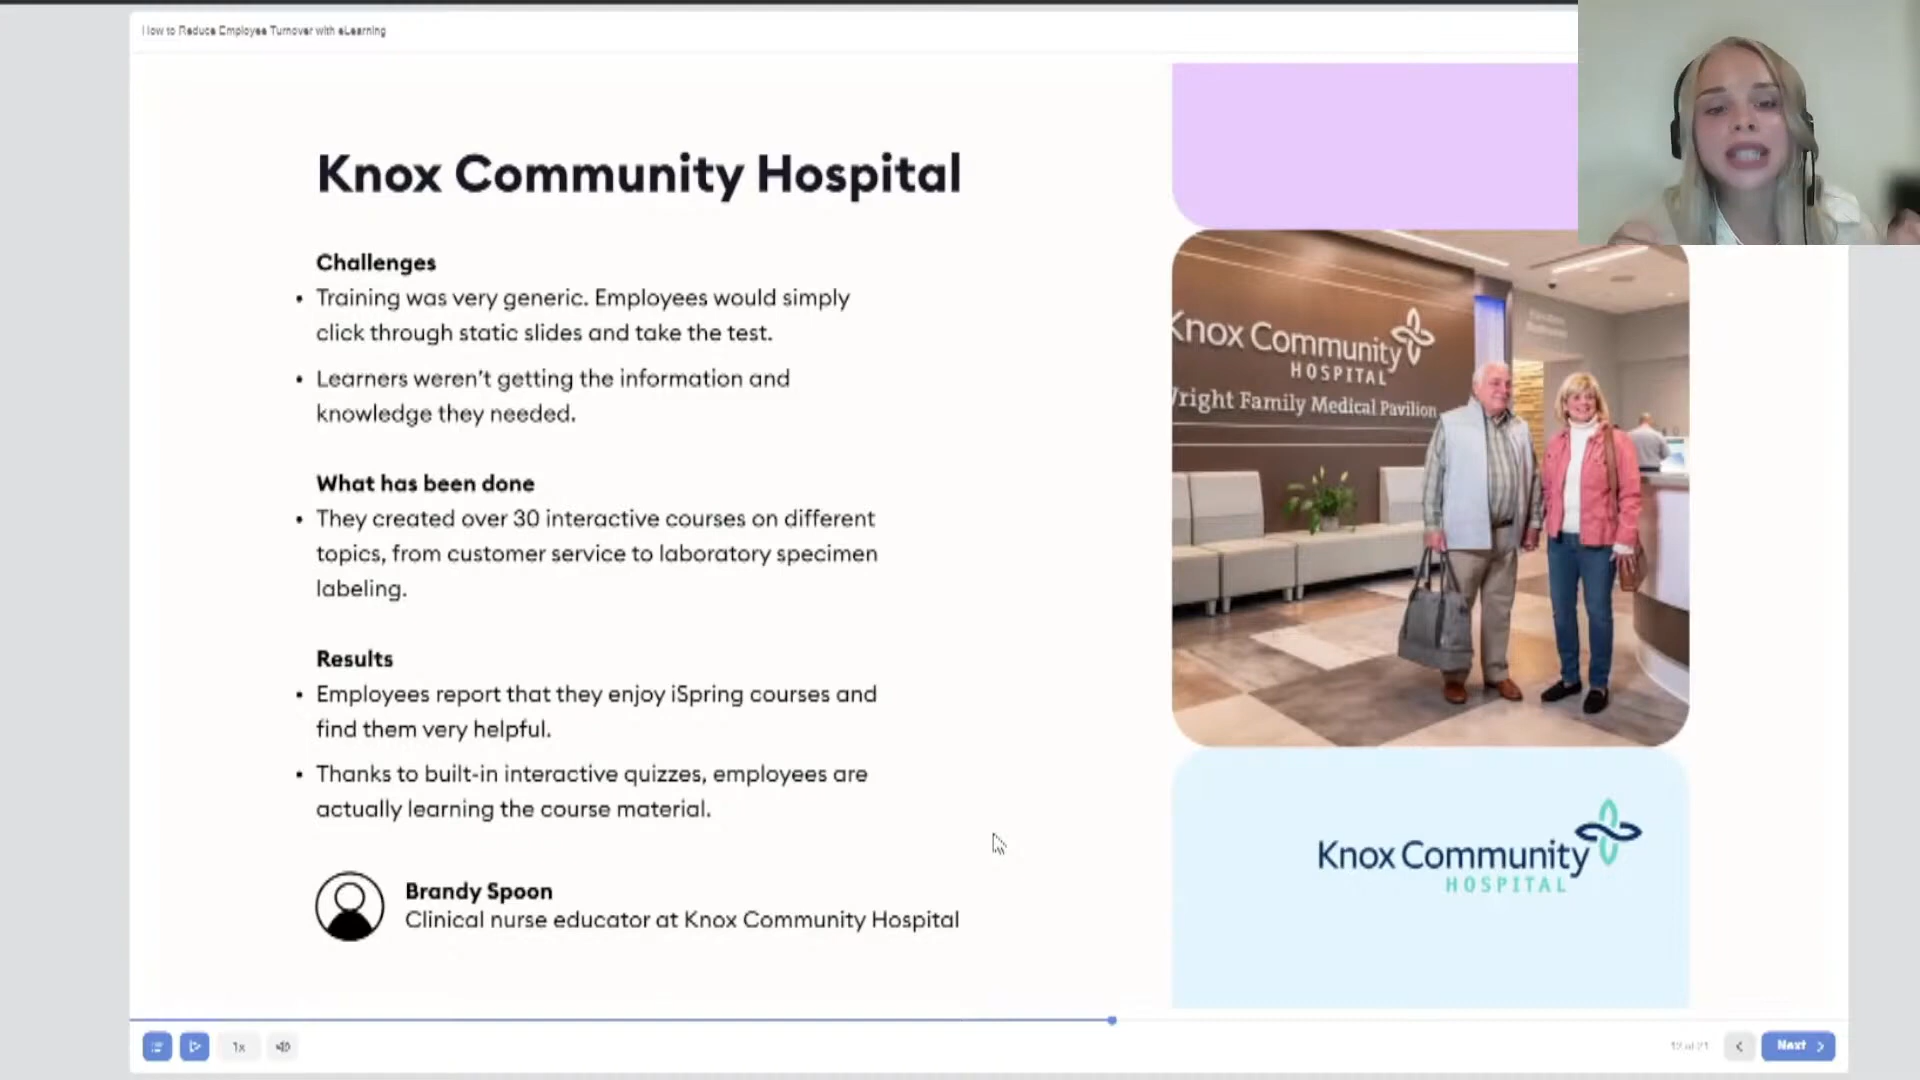 How to Reduce Employee Turnover with eLearning
Knox Community Hospital
Challenges
• Training was very generic. Employees would simply
click through static slides and take the test.
• Learners weren't getting the information and
knowledge they needed.
What has been done
• They created over 30 interactive courses on different
topics, from customer service to laboratory specimen
labeling.
Results
• Employees report that they enjoy iSpring courses and
find them very helpful.
• Thanks to built-in interactive quizzes, employees are
actually learning the course material.
Brandy Spoon
Clinical nurse educator at Knox Community Hospital
Knox Community
HOSPITAL
Wright Family Medical Pavilion
Knox Community
HOSPITAL
1x
12 of 21
Next